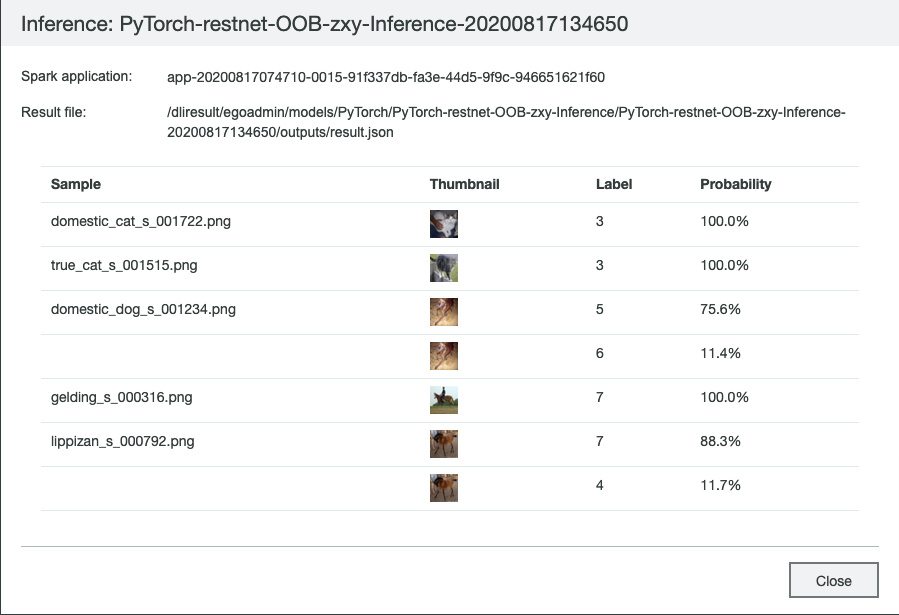 Inference: PyTorch-restnet-OOB-zxy-Inference-20200817134650
Spark application: app-20200817074710-0015-91f337db-fa3e-44d5-9f9c-946651621f60
Result file: /dliresult/egoadmin/models/PyTorch/PyTorch-restnet-OOB-zxy-Inference/PyTorch-restnet-OOB-zxy-Inference-
20200817134650/outputs/result.json
Sample Thumbnail Label Probability
domestic_cat_s_001722.png 3 100.0%
true_cat_s_001515.png 3 100.0%
domestic_dog_s_001234.png 5 75.6%
6 11.4%
gelding_s_000316.png 7 100.0%
lippizan_s_000792.png 7 88.3%
4 11.7%
Close